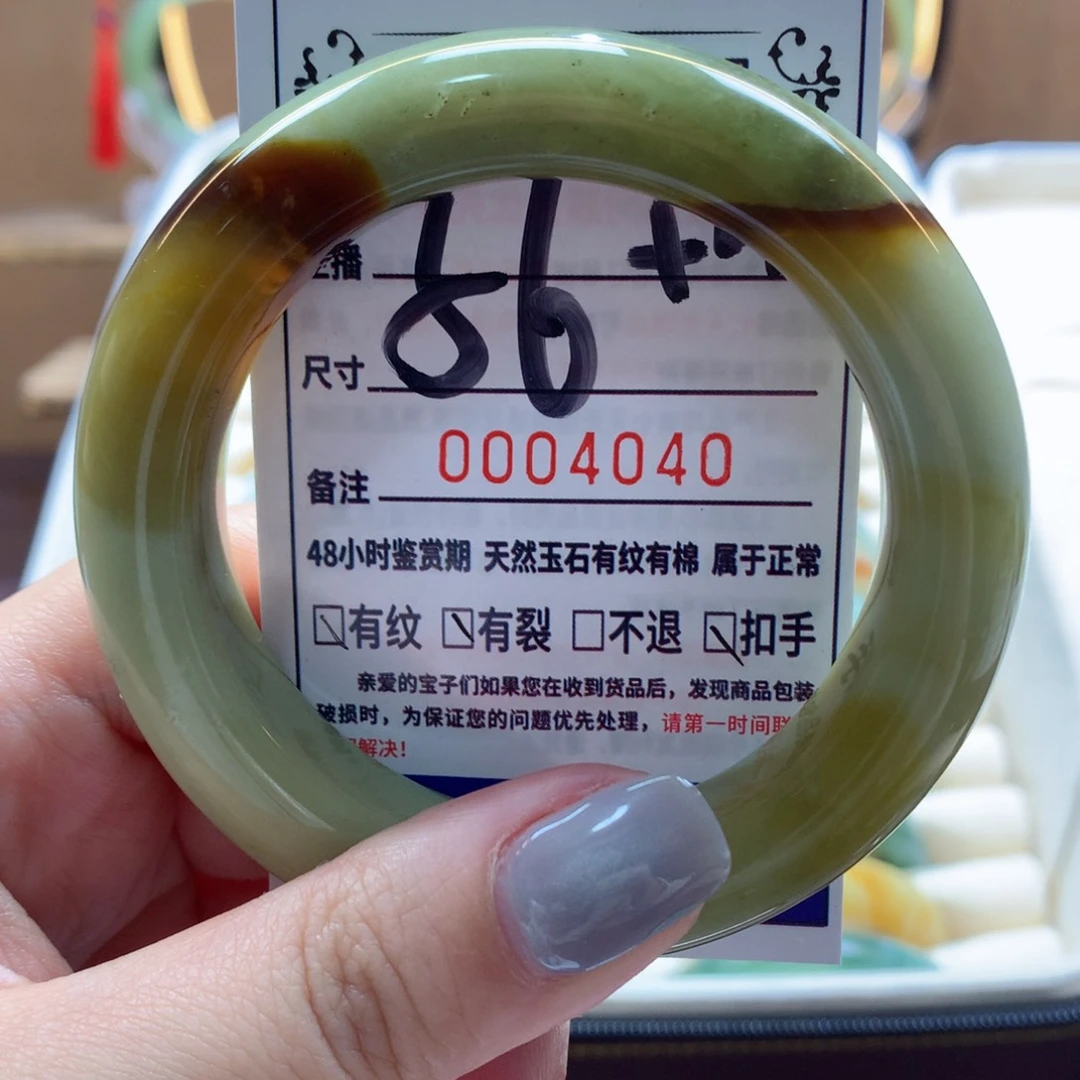 播
86+
尺寸
0004040
备注
48小时鉴赏期 天然玉石有纹有棉 属于正常
有纹 有裂 不退 扣手
亲爱的宝子们如果您在收到货品后，发现商品包装
破损时，为保证您的问题优先处理，请第一时间联
解决！